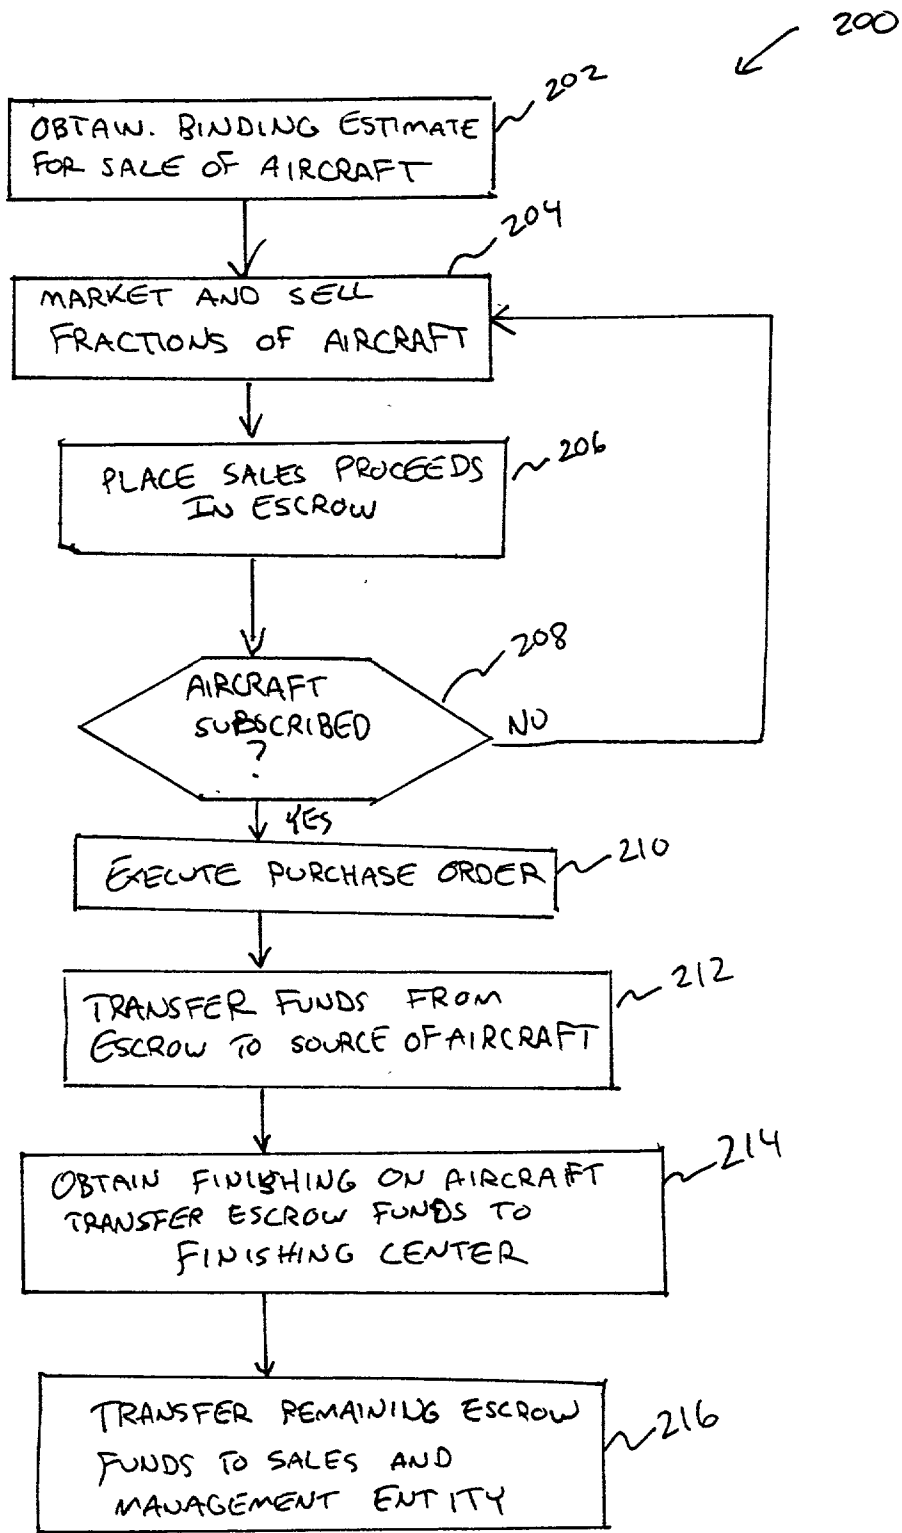 200
202
OBTAIN. BINDING ESTIMATE
FOR SALE OF AIRCRAFT
204
MARKET AND SELL
FRACTIONS OF AIRCRAFT
206
PLACE SALES PROCEEDS
IN ESCROW
208
AIRCRAFT
SUBSCRIBED
?
NO
YES
210
EXECUTE PURCHASE ORDER
212
TRANSFER FUNDS FROM
ESCROW TO SOURCE OF AIRCRAFT
214
OBTAIN FINISHING ON AIRCRAFT
TRANSFER ESCROW FUNDS TO
FINISHING CENTER
216
TRANSFER REMAINING ESCROW
FUNDS TO SALES AND
MANAGEMENT ENTITY